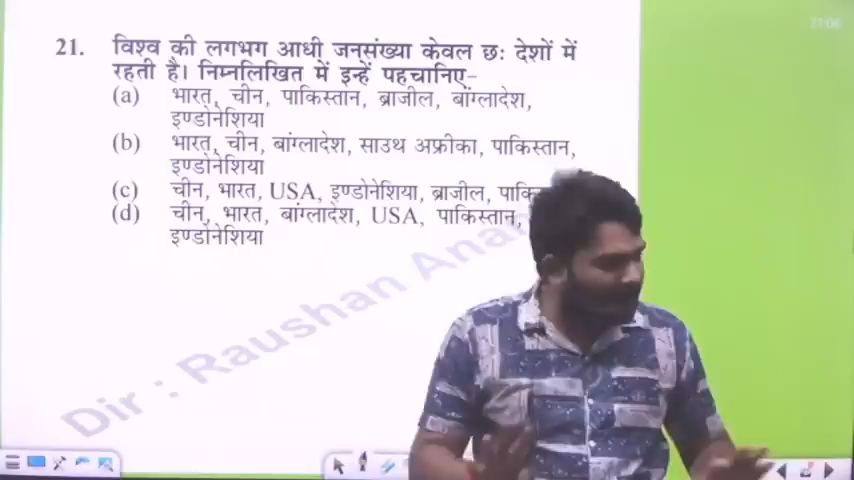 21. विश्व की लगभग आधी जनसंख्या केवल छः देशों में
रहती है। निम्नलिखित में इन्हें पहचानिए-
(a) भारत, चीन, पाकिस्तान, ब्राजील, बांग्लादेश,
इण्डोनेशिया
(b) भारत, चीन, बांग्लादेश, साउथ अफ्रीका, पाकिस्तान,
इण्डोनेशिया
(c) चीन, भारत, USA, इण्डोनेशिया, ब्राजील,
(d) चीन, भारत, बांग्लादेश, USA, पाकिस्तान,
इण्डोनेशिया
Dir : Raushan